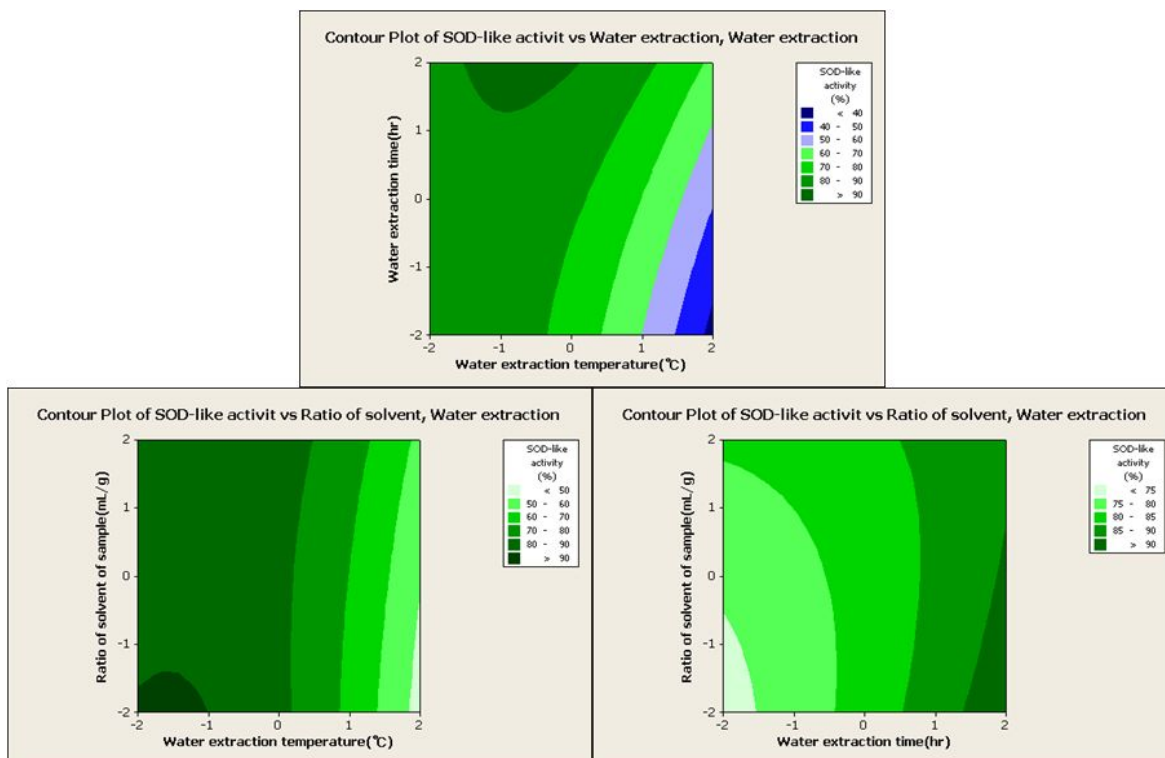 Contour Plot of SOD-like activit vs Water extraction, Water extraction
SOD-like
activity
(%)
< 40
40 - 50
50 - 60
60 - 70
70 - 80
80 - 90
> 90
Water extraction time(hr)
2
1
0
-1
-2
-2 -1 0 1 2
Water extraction temperature(℃)
Contour Plot of SOD-like activit vs Ratio of solvent, Water extraction
SOD-like
activity
(%)
< 50
50 - 60
60 - 70
70 - 80
80 - 90
> 90
Ratio of solvent of sample(mL/g)
2
1
0
-1
-2
-2 -1 0 1 2
Water extraction temperature(℃)
Contour Plot of SOD-like activit vs Ratio of solvent, Water extraction
SOD-like
activity
(%)
< 75
75 - 80
80 - 85
85 - 90
> 90
Ratio of solvent of sample(mL/g)
2
1
0
-1
-2
-2 -1 0 1 2
Water extraction time(hr)